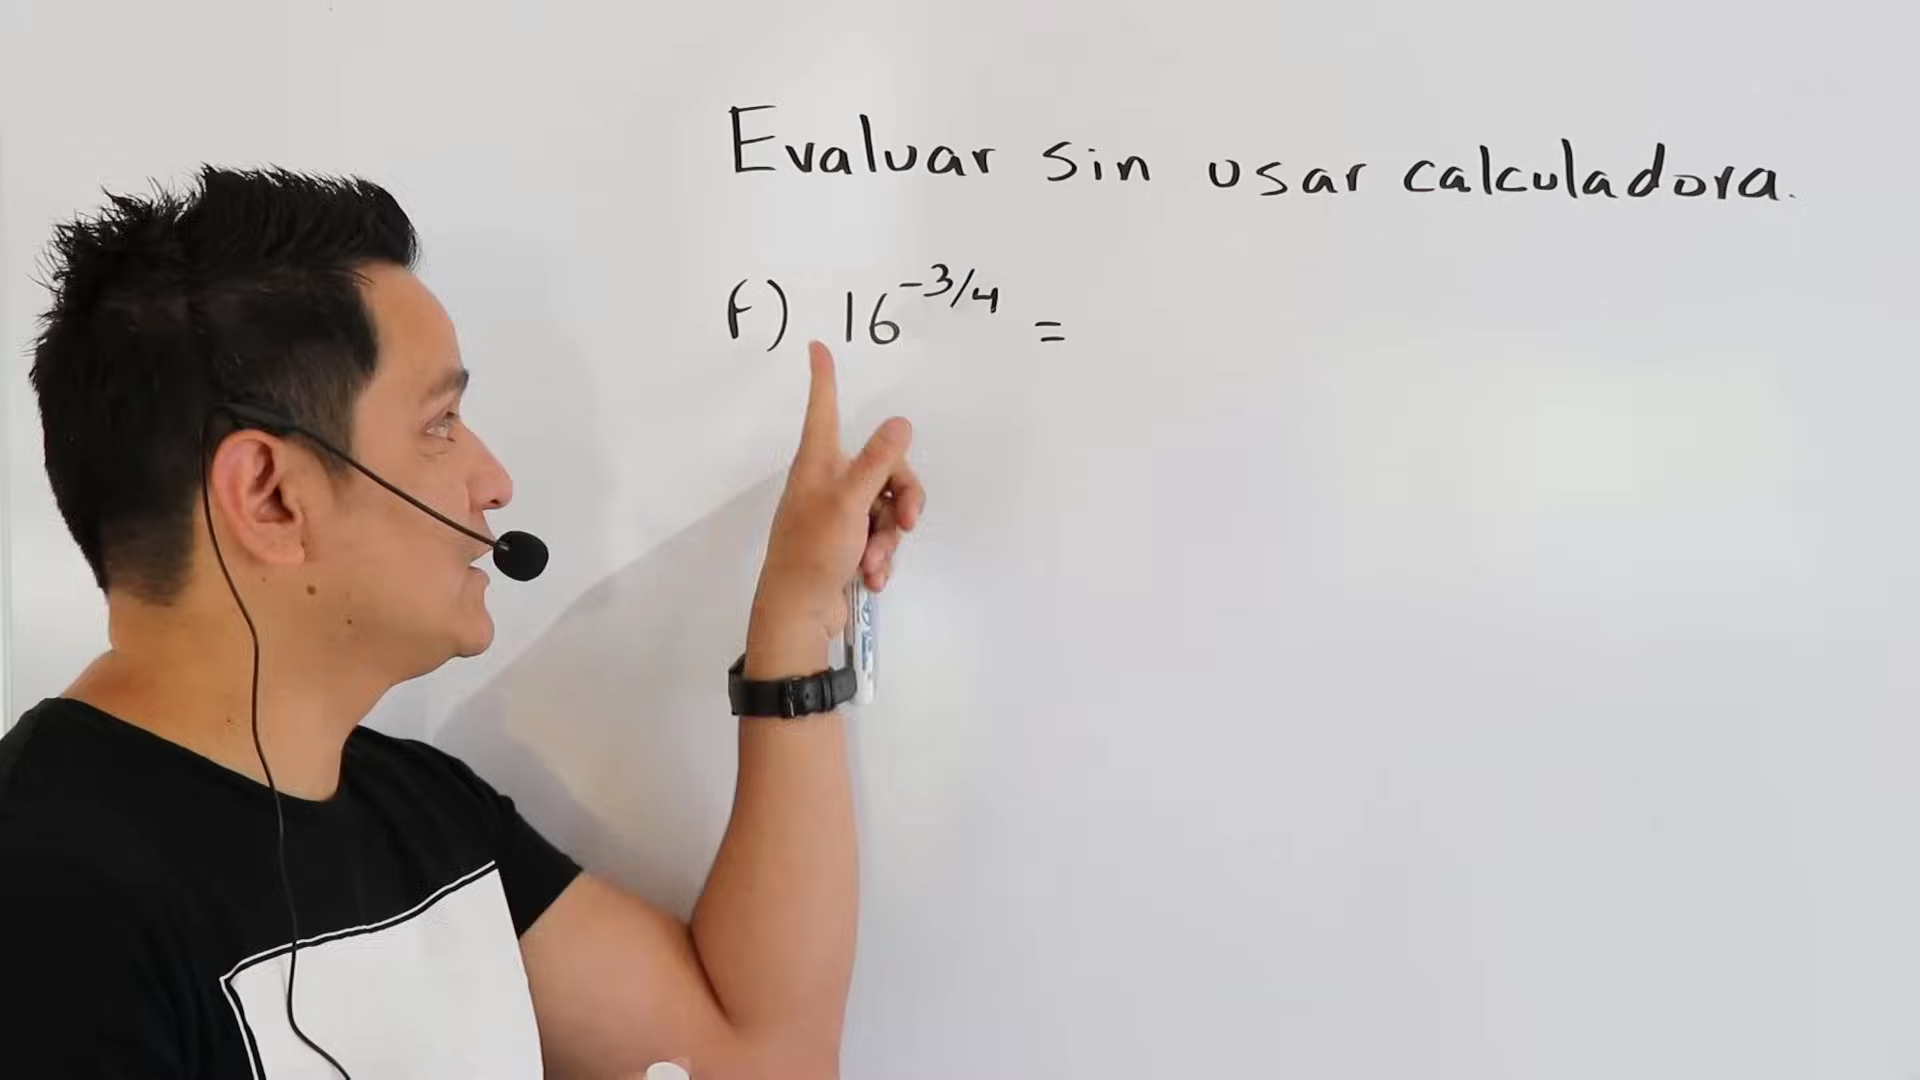 Evaluar sin usar calculadora.
f) 16^-3/4 =